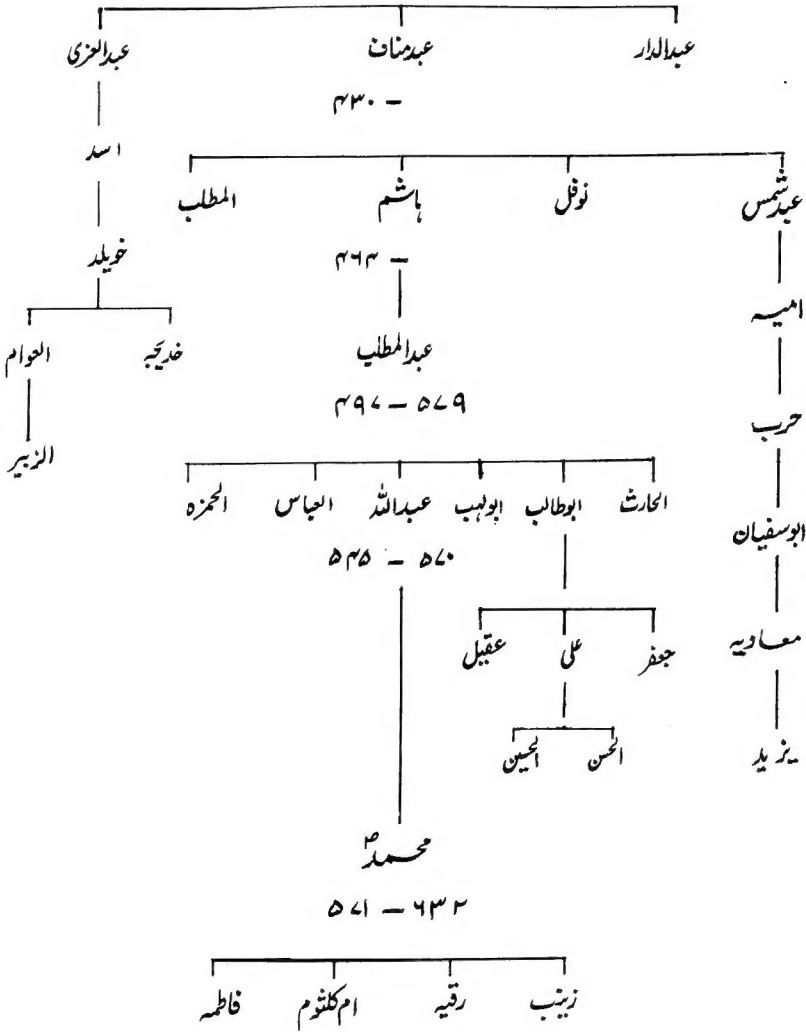 عبدالدار عبدمناف عبدالعزی
۴۳۰ –
اسد
عبدشمس نوفل ہاشم المطلب
خویلد
۴۶۴ –
امیہ
خدیجہ العوام
عبدالمطلب
۴۹۷ – ۵۷۹
حرب
الزبیر
الحارث ابوطالب ابولہب عبداللہ العباس الحمزہ
ابوسفیان
۵۴۵ – ۵۷۰
معاویہ
جعفر علی عقیل
یزید
الحسن الحسین
محمدؐ
۵۷۱ – ۶۳۲
زینب رقیہ ام کلثوم فاطمہ